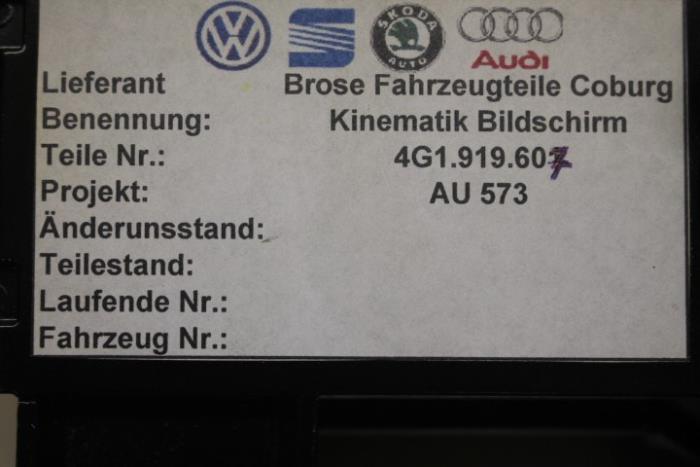 ŠKODA
AUTO
Audi
Lieferant Brose Fahrzeugteile Coburg
Benennung: Kinematik Bildschirm
Teile Nr.: 4G1.919.607
Projekt: AU 573
Änderunsstand:
Teilestand:
Laufende Nr.:
Fahrzeug Nr.: